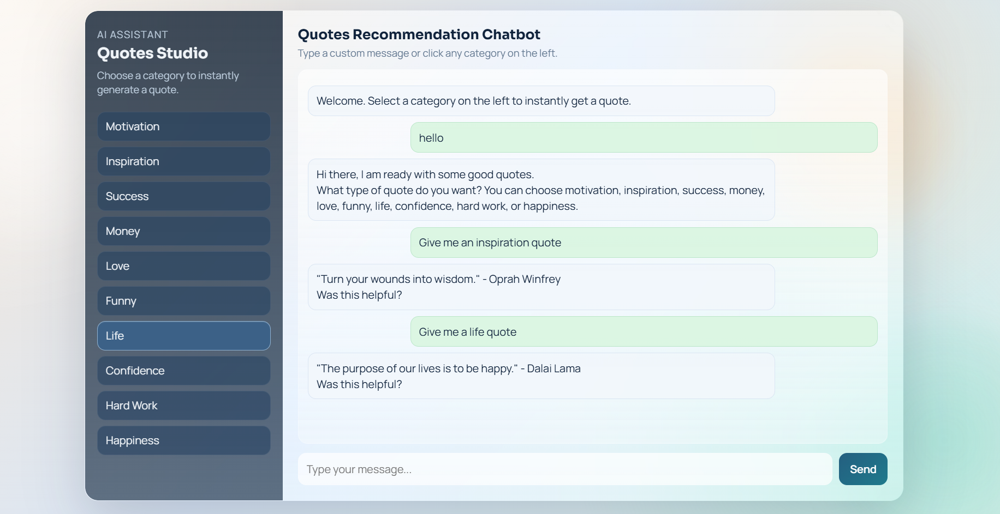 AI ASSISTANT
Quotes Studio
Choose a category to instantly
generate a quote.
Motivation
Inspiration
Success
Money
Love
Funny
Life
Confidence
Hard Work
Happiness
Quotes Recommendation Chatbot
Type a custom message or click any category on the left.
Welcome. Select a category on the left to instantly get a quote.
hello
Hi there, I am ready with some good quotes.
What type of quote do you want? You can choose motivation, inspiration, success, money,
love, funny, life, confidence, hard work, or happiness.
Give me an inspiration quote
"Turn your wounds into wisdom." - Oprah Winfrey
Was this helpful?
Give me a life quote
"The purpose of our lives is to be happy." - Dalai Lama
Was this helpful?
Type your message...
Send